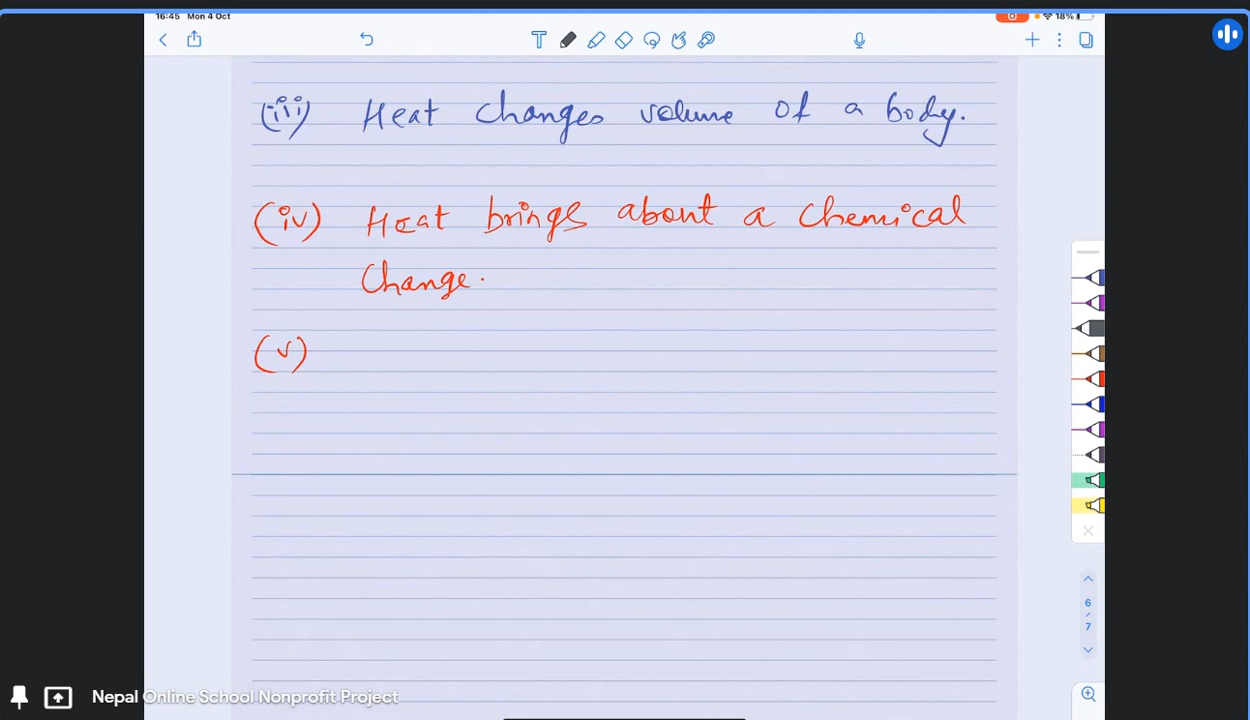 16:45 Mon 4 Oct
18%
(iii) Heat changes volume of a body.
(iv) Heat brings about a chemical
change.
(v)
6
/
7
Nepal Online School Nonprofit Project